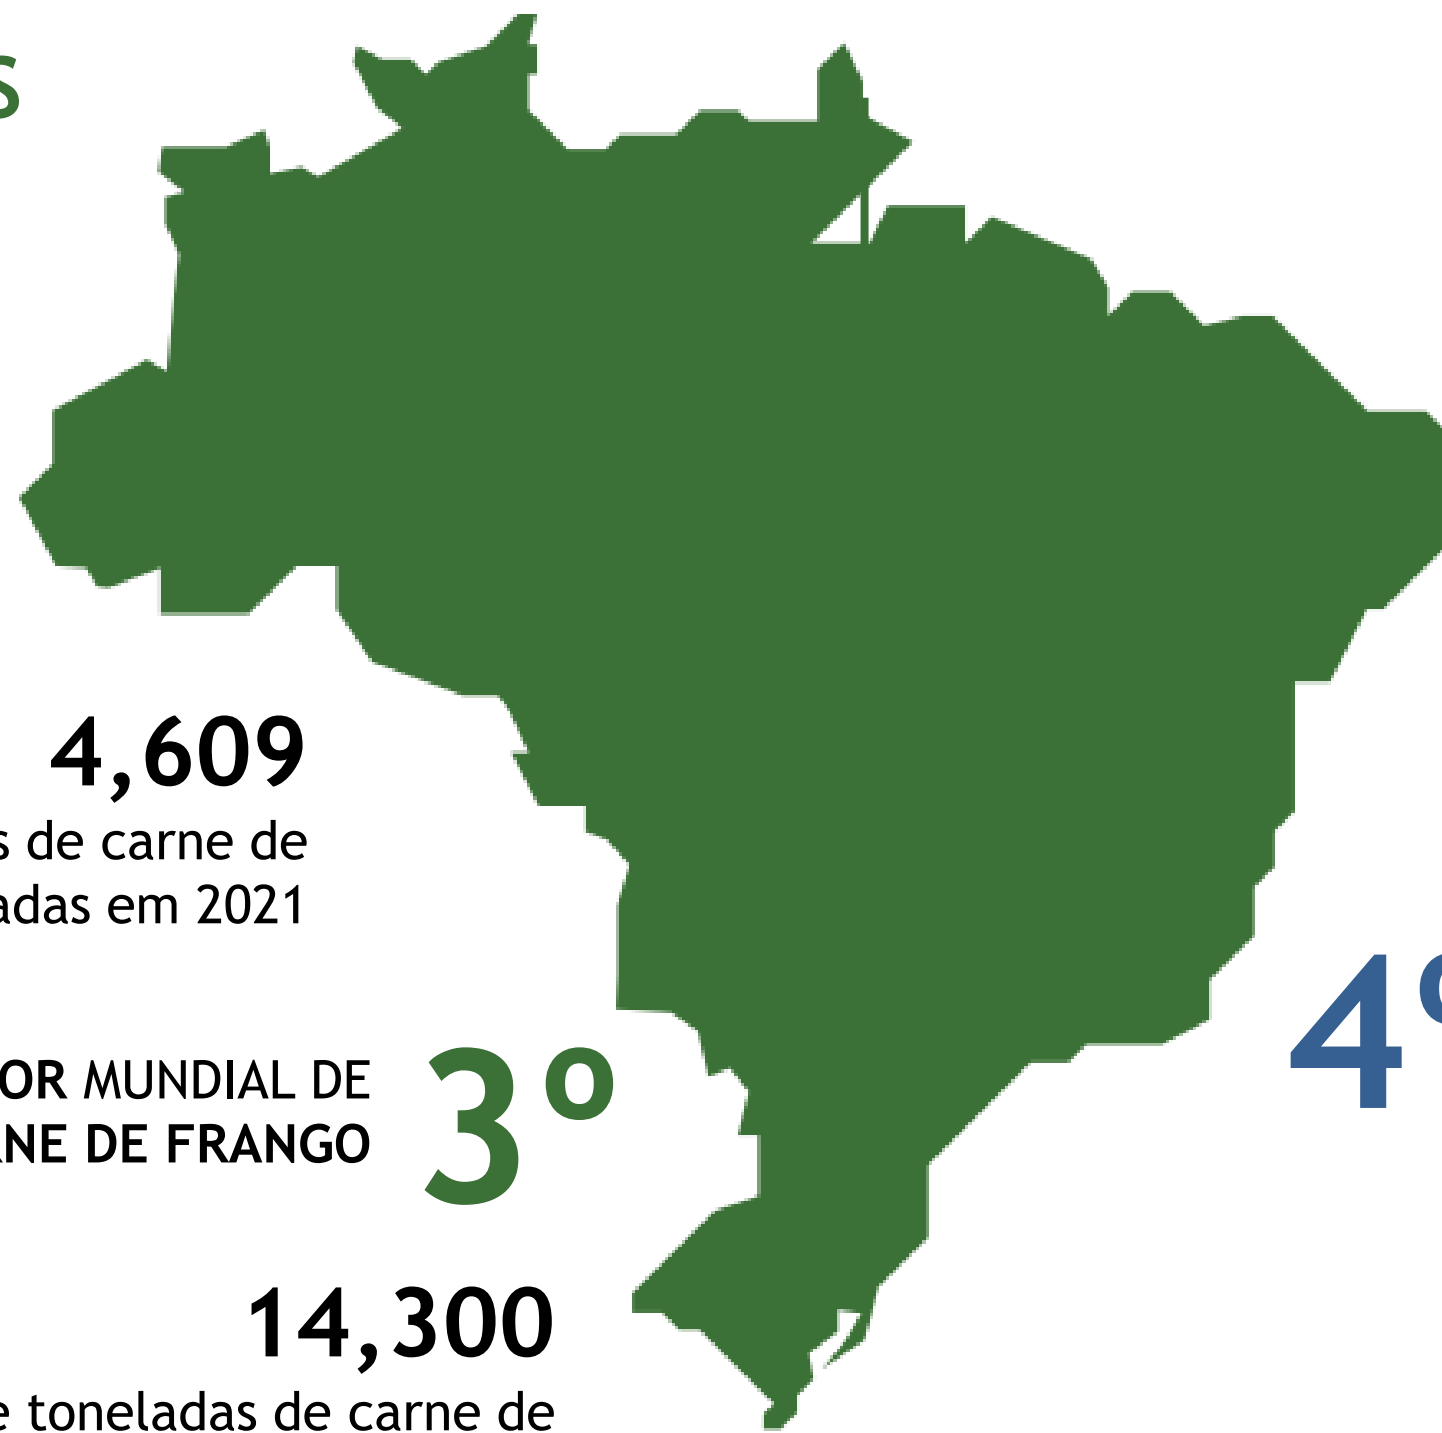 S
4,609
s de carne de
adas em 2021
OR MUNDIAL DE
NE DE FRANGO
3º
4º
14,300
e toneladas de carne de